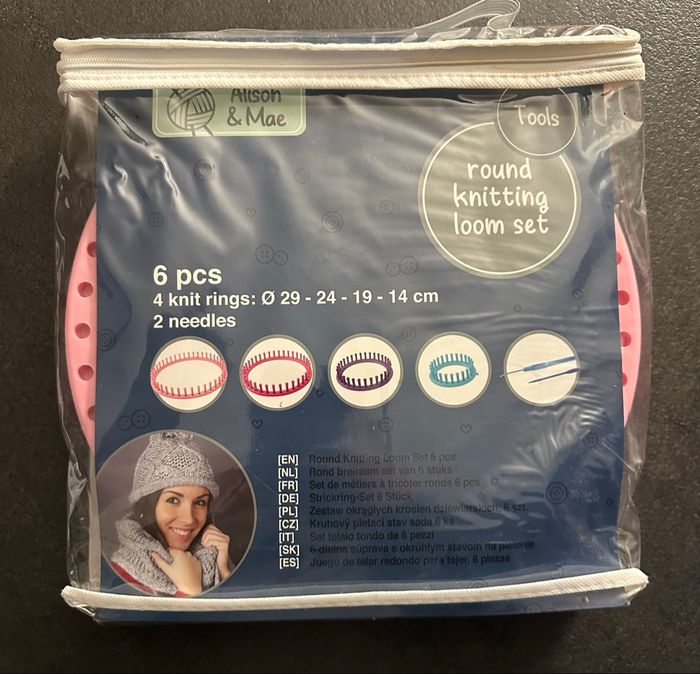 Alison
& Mae
Tools
round
knitting
loom set
6 pcs
4 knit rings: Ø 29 - 24 - 19 - 14 cm
2 needles
[EN] Round Knitting Loom Set 6 pcs
[NL] Rond breiraam set van 6 stuks
[FR] Set de métiers à tricoter ronds 6 pcs
[DE] Strickring-Set 6 Stück
[PL] Zestaw okrągłych krosien dziewiarskich, 6 szt.
[CZ] Kruhový pletací stav sada 6 ks
[IT] Set telaio tondo da 6 pezzi
[SK] 6-dielna súprava s okrúhlym stavom na pletenie
[ES] Juego de telar redondo para tejer, 6 piezas